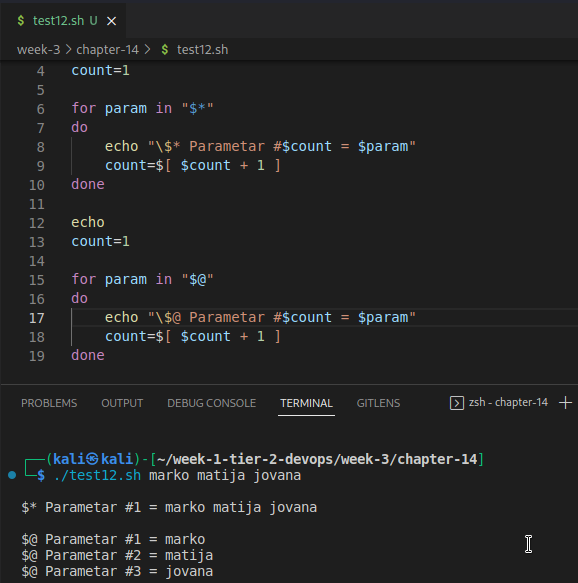 $ test12.sh U ×
week-3 > chapter-14 > $ test12.sh
4 count=1
5
6 for param in "$*"
7 do
8 echo "\$* Parametar #$count = $param"
9 count=$[ $count + 1 ]
10 done
11
12 echo
13 count=1
14
15 for param in "$@"
16 do
17 echo "\$@ Parametar #$count = $param"
18 count=$[ $count + 1 ]
19 done
PROBLEMS OUTPUT DEBUG CONSOLE TERMINAL GITLENS zsh - chapter-14 +
┌──(kali㉿kali)-[~/week-1-tier-2-devops/week-3/chapter-14]
└─$ ./test12.sh marko matija jovana
$* Parametar #1 = marko matija jovana
$@ Parametar #1 = marko
$@ Parametar #2 = matija
$@ Parametar #3 = jovana